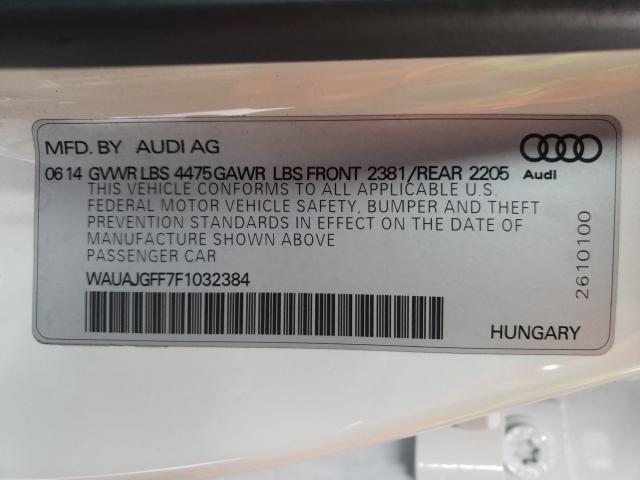 MFD. BY AUDI AG
0614 GVWR LBS 4475 GAWR LBS FRONT 2381/REAR 2205
THIS VEHICLE CONFORMS TO ALL APPLICABLE U.S.
FEDERAL MOTOR VEHICLE SAFETY, BUMPER AND THEFT
PREVENTION STANDARDS IN EFFECT ON THE DATE OF
MANUFACTURE SHOWN ABOVE
PASSENGER CAR
WAUAJGFF7F1032384
Audi
2610100
HUNGARY